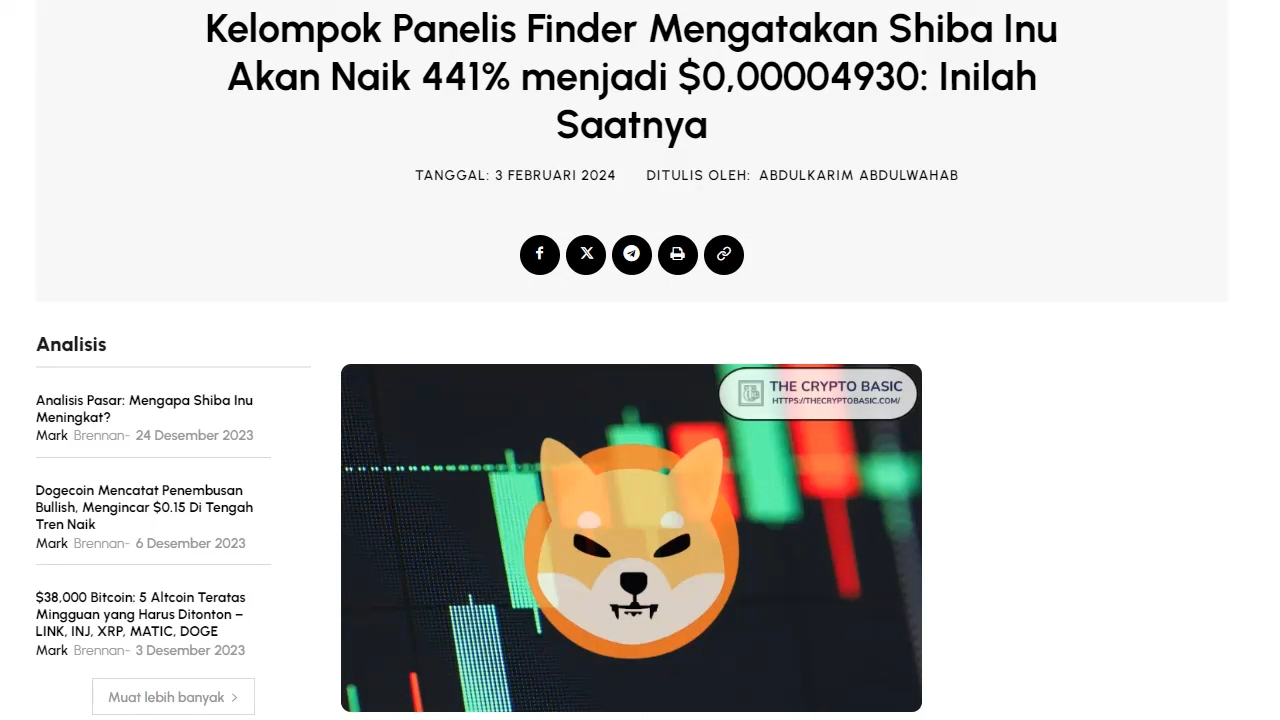 Kelompok Panelis Finder Mengatakan Shiba Inu
Akan Naik 441% menjadi $0,00004930: Inilah
Saatnya
TANGGAL: 3 FEBRUARI 2024 DITULIS OLEH: ABDULKARIM ABDULWAHAB
Analisis
Analisis Pasar: Mengapa Shiba Inu
Meningkat?
Mark Brennan- 24 Desember 2023
Dogecoin Mencatat Penembusan
Bullish, Mengincar $0.15 Di Tengah
Tren Naik
Mark Brennan- 6 Desember 2023
$38,000 Bitcoin: 5 Altcoin Teratas
Mingguan yang Harus Ditonton –
LINK, INJ, XRP, MATIC, DOGE
Mark Brennan- 3 Desember 2023
Muat lebih banyak
THE CRYPTO BASIC
HTTPS://THECRYPTOBASIC.COM/